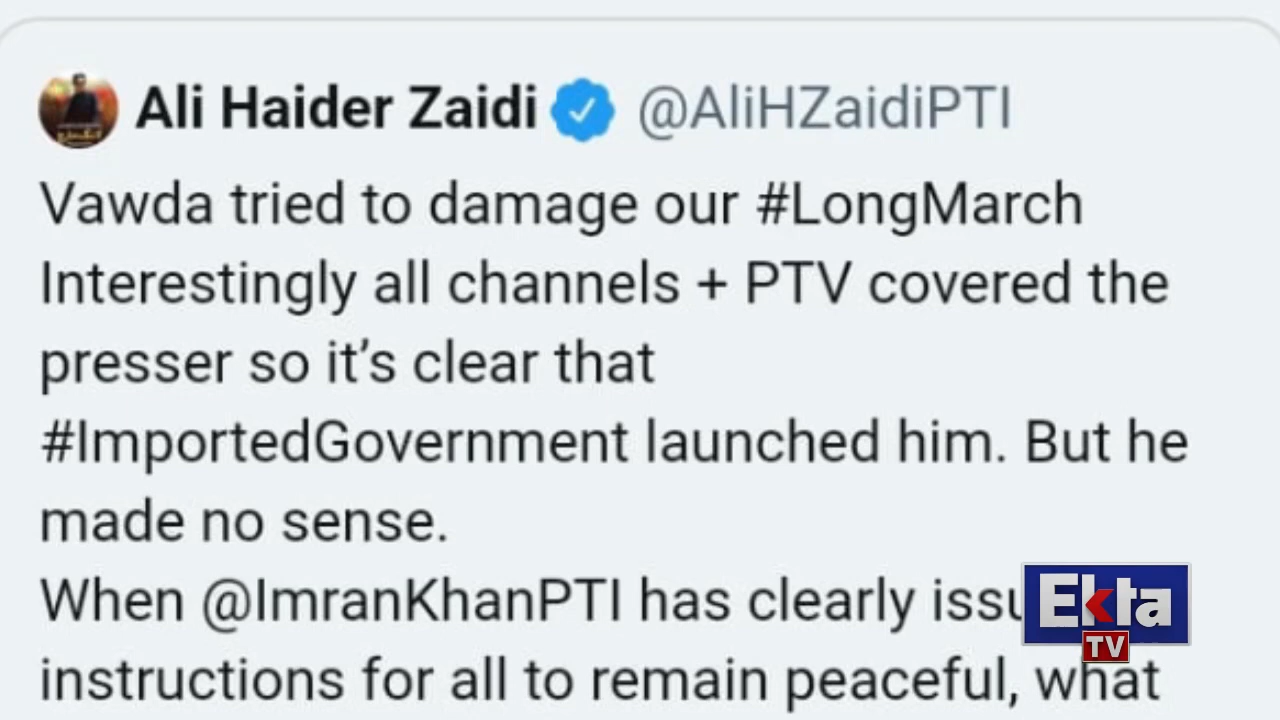 Ali Haider Zaidi @AliHZaidiPTI
Vawda tried to damage our #LongMarch
Interestingly all channels + PTV covered the
presser so it’s clear that
#ImportedGovernment launched him. But he
made no sense.
When @ImranKhanPTI has clearly
instructions for all to remain peaceful, what
Ekta
TV